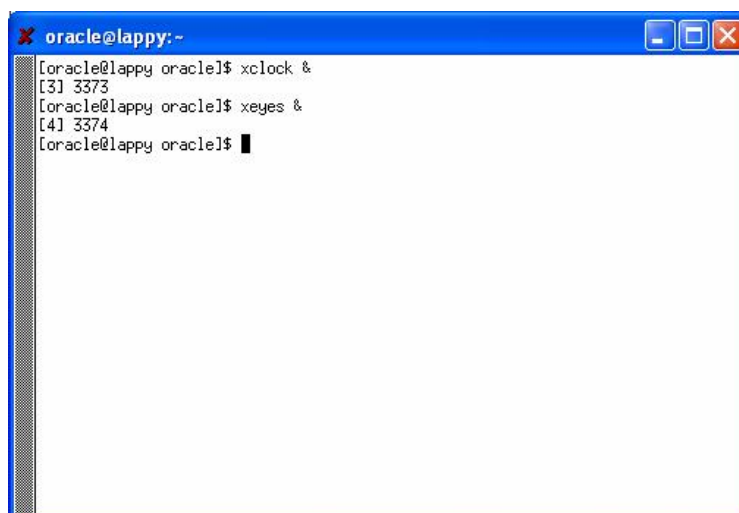 oracle@lappy:~
[oracle@lappy oracle]$ xclock &
[3] 3373
[oracle@lappy oracle]$ xeyes &
[4] 3374
[oracle@lappy oracle]$